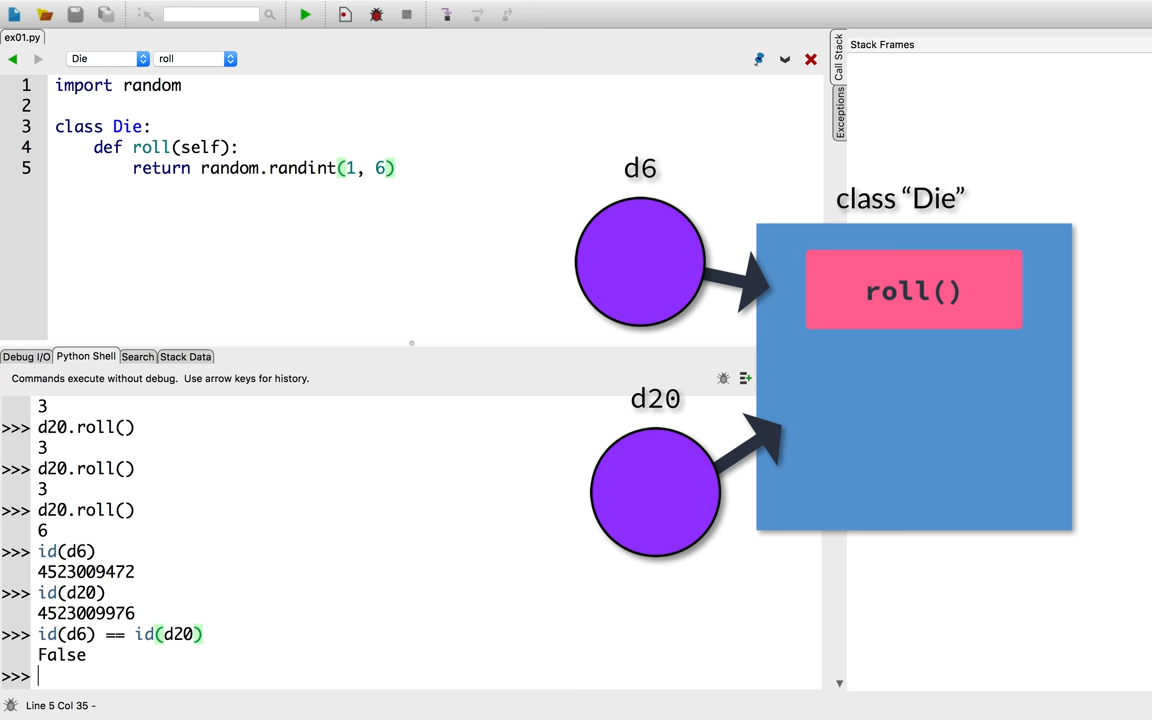 ex01.py
Die
roll
1 import random
2
3 class Die:
4 def roll(self):
5 return random.randint(1, 6)
Call Stack
Exceptions
Stack Frames
d6
class “Die”
roll()
d20
Debug I/O
Python Shell
Search
Stack Data
Commands execute without debug. Use arrow keys for history.
3
>>> d20.roll()
3
>>> d20.roll()
3
>>> d20.roll()
6
>>> id(d6)
4523009472
>>> id(d20)
4523009976
>>> id(d6) == id(d20)
False
>>>
Line 5 Col 35 -